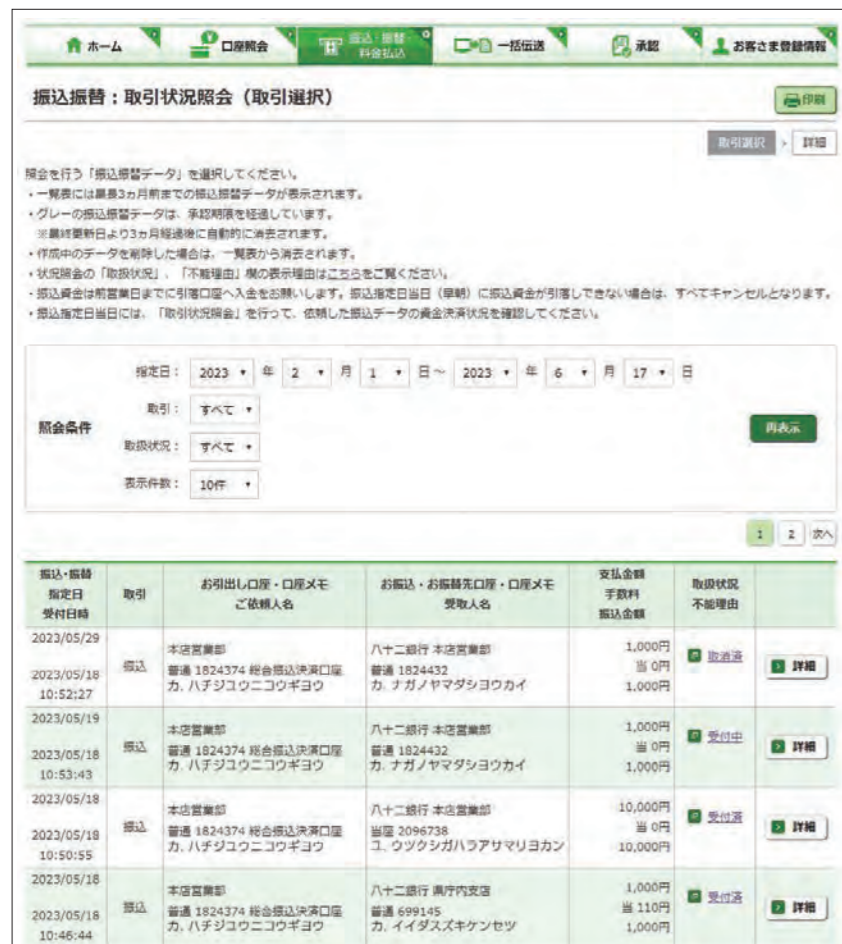 ホーム 口座照会 振込・振替・ 一括伝送 承認 お客さま登録情報
料金払込
振込振替：取引状況照会（取引選択）
印刷
取引選択 詳細
照会を行う「振込振替データ」を選択してください。
・一覧表には最長3ヵ月前までの振込振替データが表示されます。
・グレーの振込振替データは、承認期限を経過しています。
※最終更新日より3ヵ月経過後に自動的に消去されます。
・作成中のデータを削除した場合は、一覧表から消去されます。
・状況照会の「取扱状況」、「不能理由」欄の表示理由はこちらをご覧ください。
・振込資金は前営業日までに引落口座へ入金をお願いします。振込指定日当日（早朝）に振込資金が引落しできない場合は、すべてキャンセルとなります。
・振込指定日当日には、「取引状況照会」を行って、依頼した振込データの資金決済状況を確認してください。
照会条件
指定日： 2023 年 2 月 1 日～ 2023 年 6 月 17 日
取引： すべて
取扱状況： すべて
表示件数： 10件
再表示
1 2 次へ
振込・振替
指定日
受付日時
取引
お引出し口座・口座メモ
ご依頼人名
お振込・お振替先口座・口座メモ
受取人名
支払金額
手数料
振込金額
取扱状況
不能理由
2023/05/29
2023/05/18
10:52:27
振込
本店営業部
普通 1824374 総合振込決済口座
カ. ハチジユウニコウギヨウ
八十二銀行 本店営業部
普通 1824432
カ. ナガノヤマダシヨウカイ
1,000円
当 0円
1,000円
取消済
詳細
2023/05/19
2023/05/18
10:53:43
振込
本店営業部
普通 1824374 総合振込決済口座
カ. ハチジユウニコウギヨウ
八十二銀行 本店営業部
普通 1824432
カ. ナガノヤマダシヨウカイ
1,000円
当 0円
1,000円
受付中
詳細
2023/05/18
2023/05/18
10:50:55
振込
本店営業部
普通 1824374 総合振込決済口座
カ. ハチジユウニコウギヨウ
八十二銀行 本店営業部
当座 2096738
ユ. ウツクシガハラアサマリヨカン
10,000円
当 0円
10,000円
受付済
詳細
2023/05/18
2023/05/18
10:46:44
振込
本店営業部
普通 1824374 総合振込決済口座
カ. ハチジユウニコウギヨウ
八十二銀行 県庁内支店
普通 699145
カ. イイダスズキケンセツ
1,000円
当 110円
1,000円
受付済
詳細